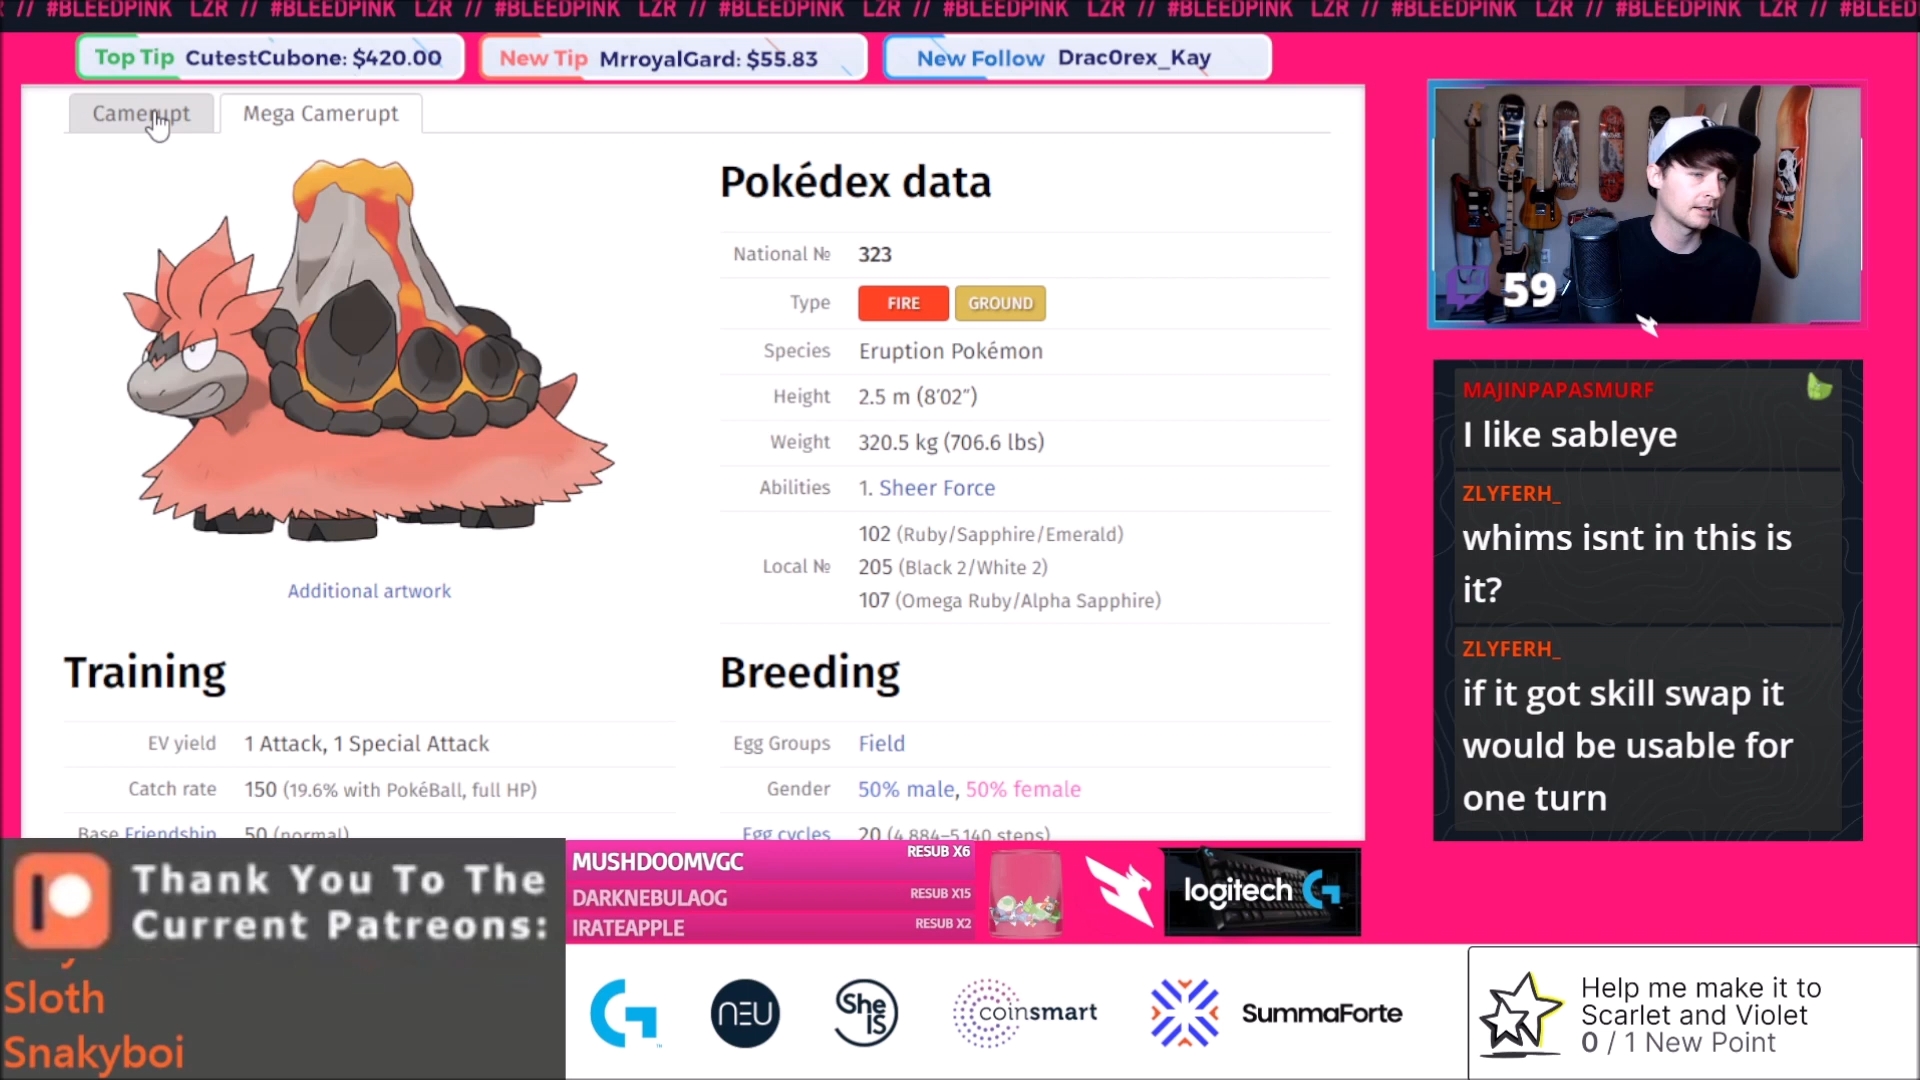 // #BLEEDPINK LZR // #BLEEDPINK LZR // #BLEEDPINK LZR // #BLEEDPINK LZR // #BLEEDPINK LZR // #BLEEDPINK LZR // #BLEEDPINK LZR // #BLEEDPINK LZR // #BLEED
Top Tip CutestCubone: $420.00
New Tip MrroyalGard: $55.83
New Follow Drac0rex_Kay
Camerupt
Mega Camerupt
Additional artwork
Pokédex data
National № 323
Type FIRE GROUND
Species Eruption Pokémon
Height 2.5 m (8′02″)
Weight 320.5 kg (706.6 lbs)
Abilities 1. Sheer Force
102 (Ruby/Sapphire/Emerald)
Local № 205 (Black 2/White 2)
107 (Omega Ruby/Alpha Sapphire)
Training
EV yield 1 Attack, 1 Special Attack
Catch rate 150 (19.6% with PokéBall, full HP)
Base Friendship 50 (normal)
Breeding
Egg Groups Field
Gender 50% male, 50% female
Egg cycles 20 (4,884–5,140 steps)
59
MAJINPAPASMURF
I like sableye
ZLYFERH_
whims isnt in this is
it?
ZLYFERH_
if it got skill swap it
would be usable for
one turn
Thank You To The
Current Patreons:
Sloth
Snakyboi
MUSHDOOMVGC RESUB X6
DARKNEBULAOG RESUB X15
IRATEAPPLE RESUB X2
logitech G
NEU
She
IS
coinsmart
SummaForte
Help me make it to
Scarlet and Violet
0 / 1 New Point